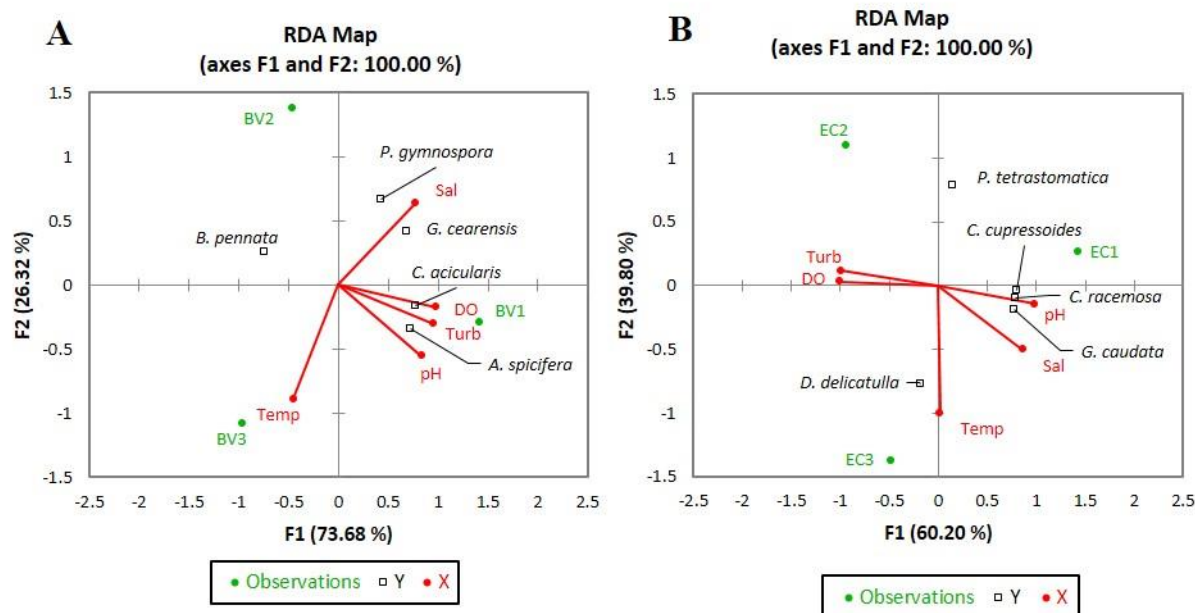 A
RDA Map
(axes F1 and F2: 100.00 %)
1.5
1
0.5
0
-0.5
-1
-1.5
-2.5 -2 -1.5 -1 -0.5 0 0.5 1 1.5 2 2.5
F2 (26.32 %)
F1 (73.68 %)
BV2
P. gymnospora
Sal
B. pennata
G. cearensis
C. acicularis
DO
BV1
Turb
A. spicifera
pH
Temp
BV3
Observations Y X
B
RDA Map
(axes F1 and F2: 100.00 %)
1.5
1
0.5
0
-0.5
-1
-1.5
-2.5 -2 -1.5 -1 -0.5 0 0.5 1 1.5 2 2.5
F2 (39.80 %)
F1 (60.20 %)
EC2
P. tetrastomatica
C. cupressoides
Turb
EC1
DO
C. racemosa
pH
G. caudata
Sal
D. delicatulla
Temp
EC3
Observations Y X